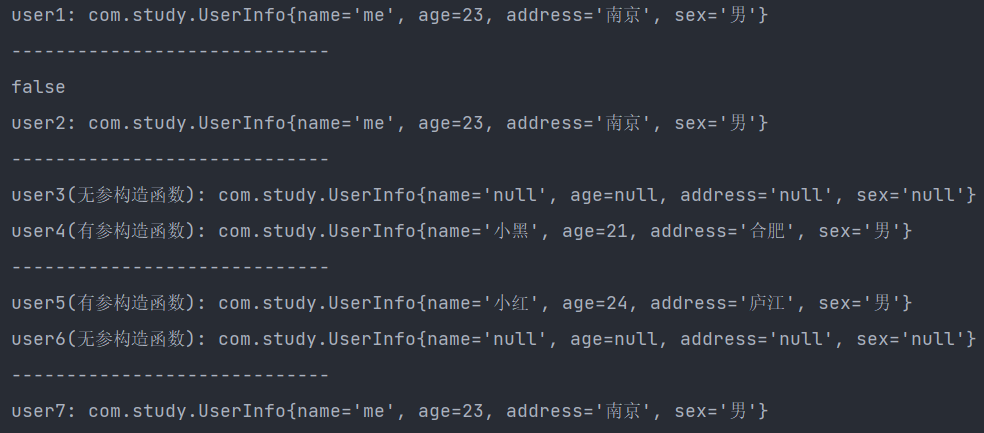 user1: com.study.UserInfo{name='me', age=23, address='南京', sex='男'}
-----------------------------
false
user2: com.study.UserInfo{name='me', age=23, address='南京', sex='男'}
-----------------------------
user3(无参构造函数): com.study.UserInfo{name='null', age=null, address='null', sex='null'}
user4(有参构造函数): com.study.UserInfo{name='小黑', age=21, address='合肥', sex='男'}
-----------------------------
user5(有参构造函数): com.study.UserInfo{name='小红', age=24, address='庐江', sex='男'}
user6(无参构造函数): com.study.UserInfo{name='null', age=null, address='null', sex='null'}
-----------------------------
user7: com.study.UserInfo{name='me', age=23, address='南京', sex='男'}